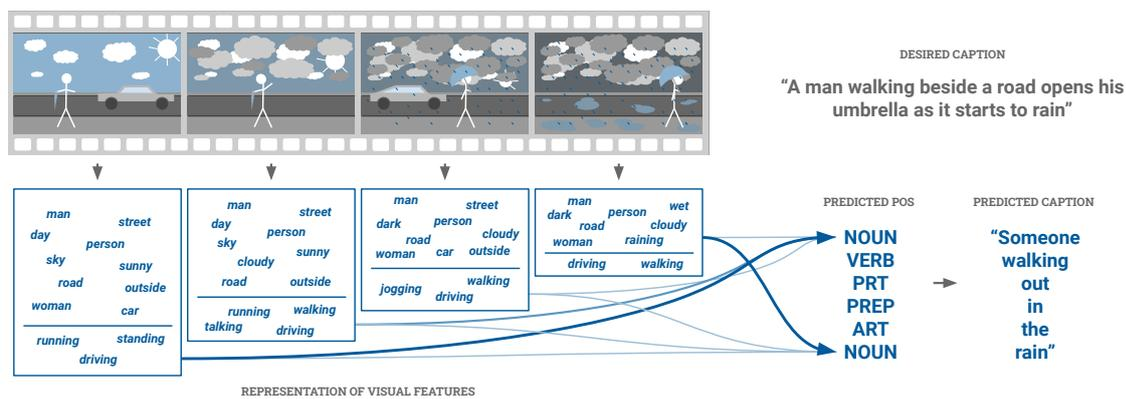 DESIRED CAPTION
“A man walking beside a road opens his
umbrella as it starts to rain”
man
street
day
person
sky
sunny
road
outside
woman
car
running
standing
driving
man
street
day
person
sky
sunny
cloudy
road
outside
running
walking
talking
driving
man
street
dark
person
road
cloudy
woman
car
outside
walking
jogging
driving
man
wet
dark
person
road
cloudy
woman
raining
driving
walking
PREDICTED POS
NOUN
VERB
PRT
PREP
ART
NOUN
PREDICTED CAPTION
“Someone
walking
out
in
the
rain”
REPRESENTATION OF VISUAL FEATURES